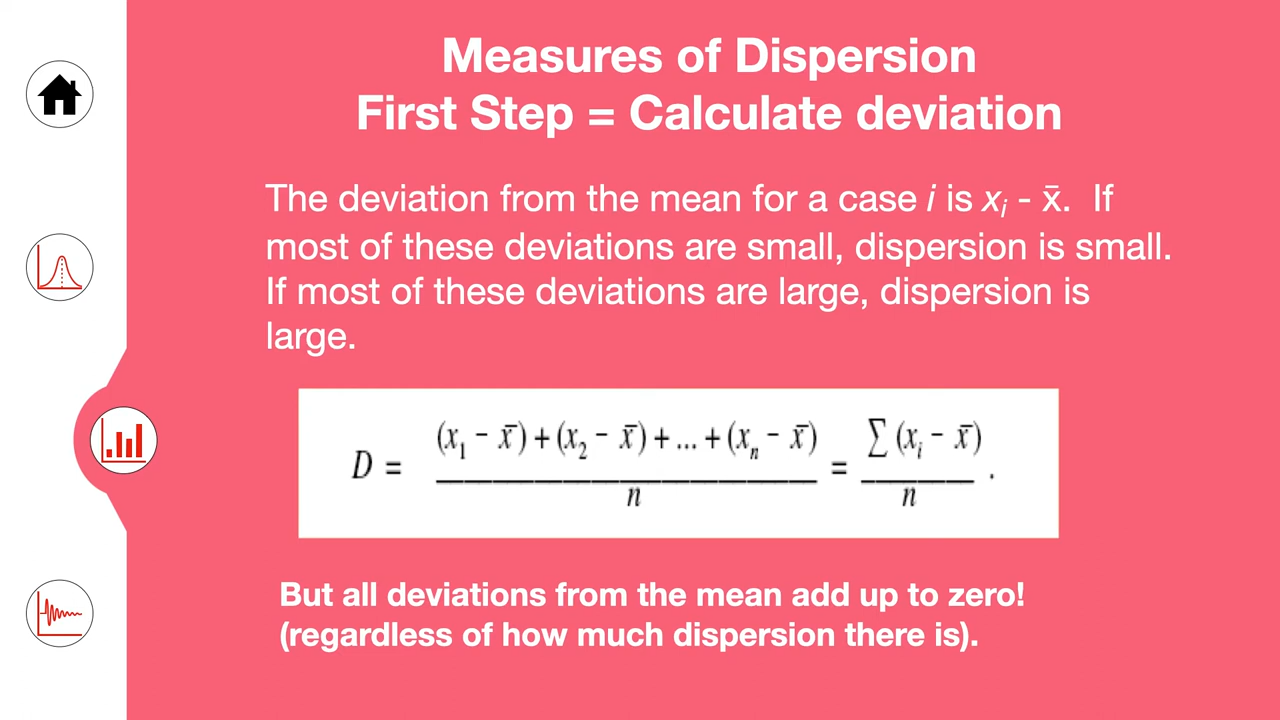 Measures of Dispersion
First Step = Calculate deviation
The deviation from the mean for a case i is xᵢ - x̄. If
most of these deviations are small, dispersion is small.
If most of these deviations are large, dispersion is
large.
D = (x₁ − x̄) + (x₂ − x̄) + ... + (xₙ − x̄) / n = ∑ (xᵢ − x̄) / n .
But all deviations from the mean add up to zero!
(regardless of how much dispersion there is).